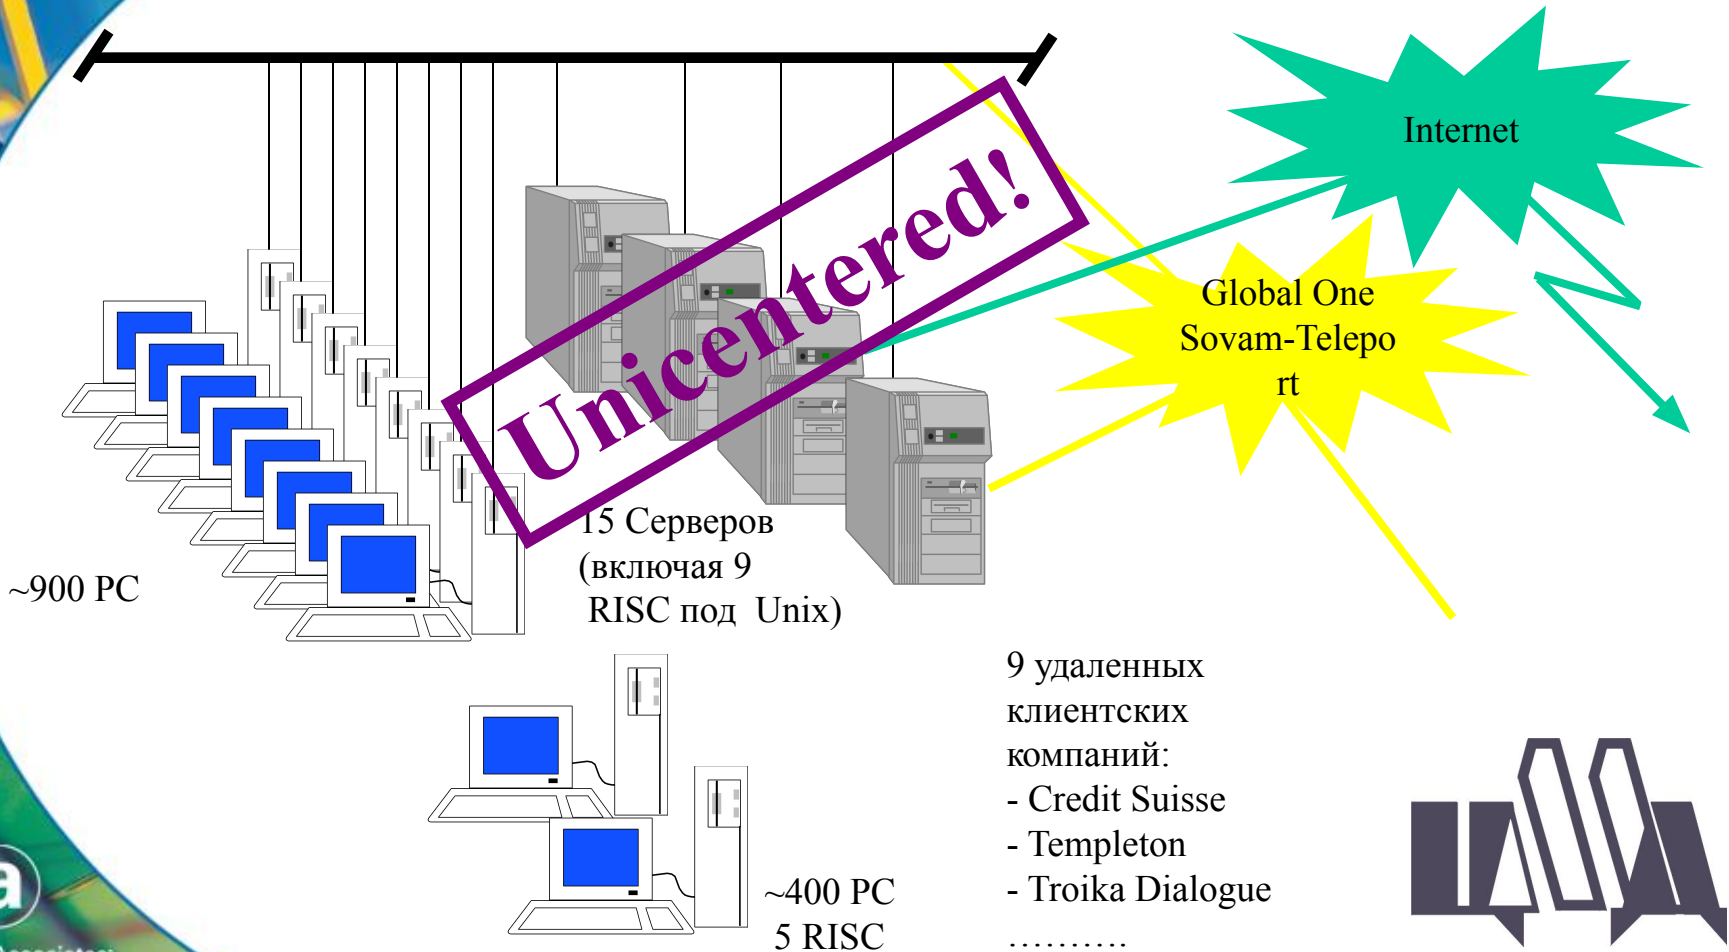 Internet
Global One
Sovam-Telepo
rt
Unicentered!
15 Серверов
(включая 9
RISC под Unix)
~900 PC
9 удаленных
клиентских
компаний:
- Credit Suisse
- Templeton
- Troika Dialogue
……….
~400 PC
5 RISC